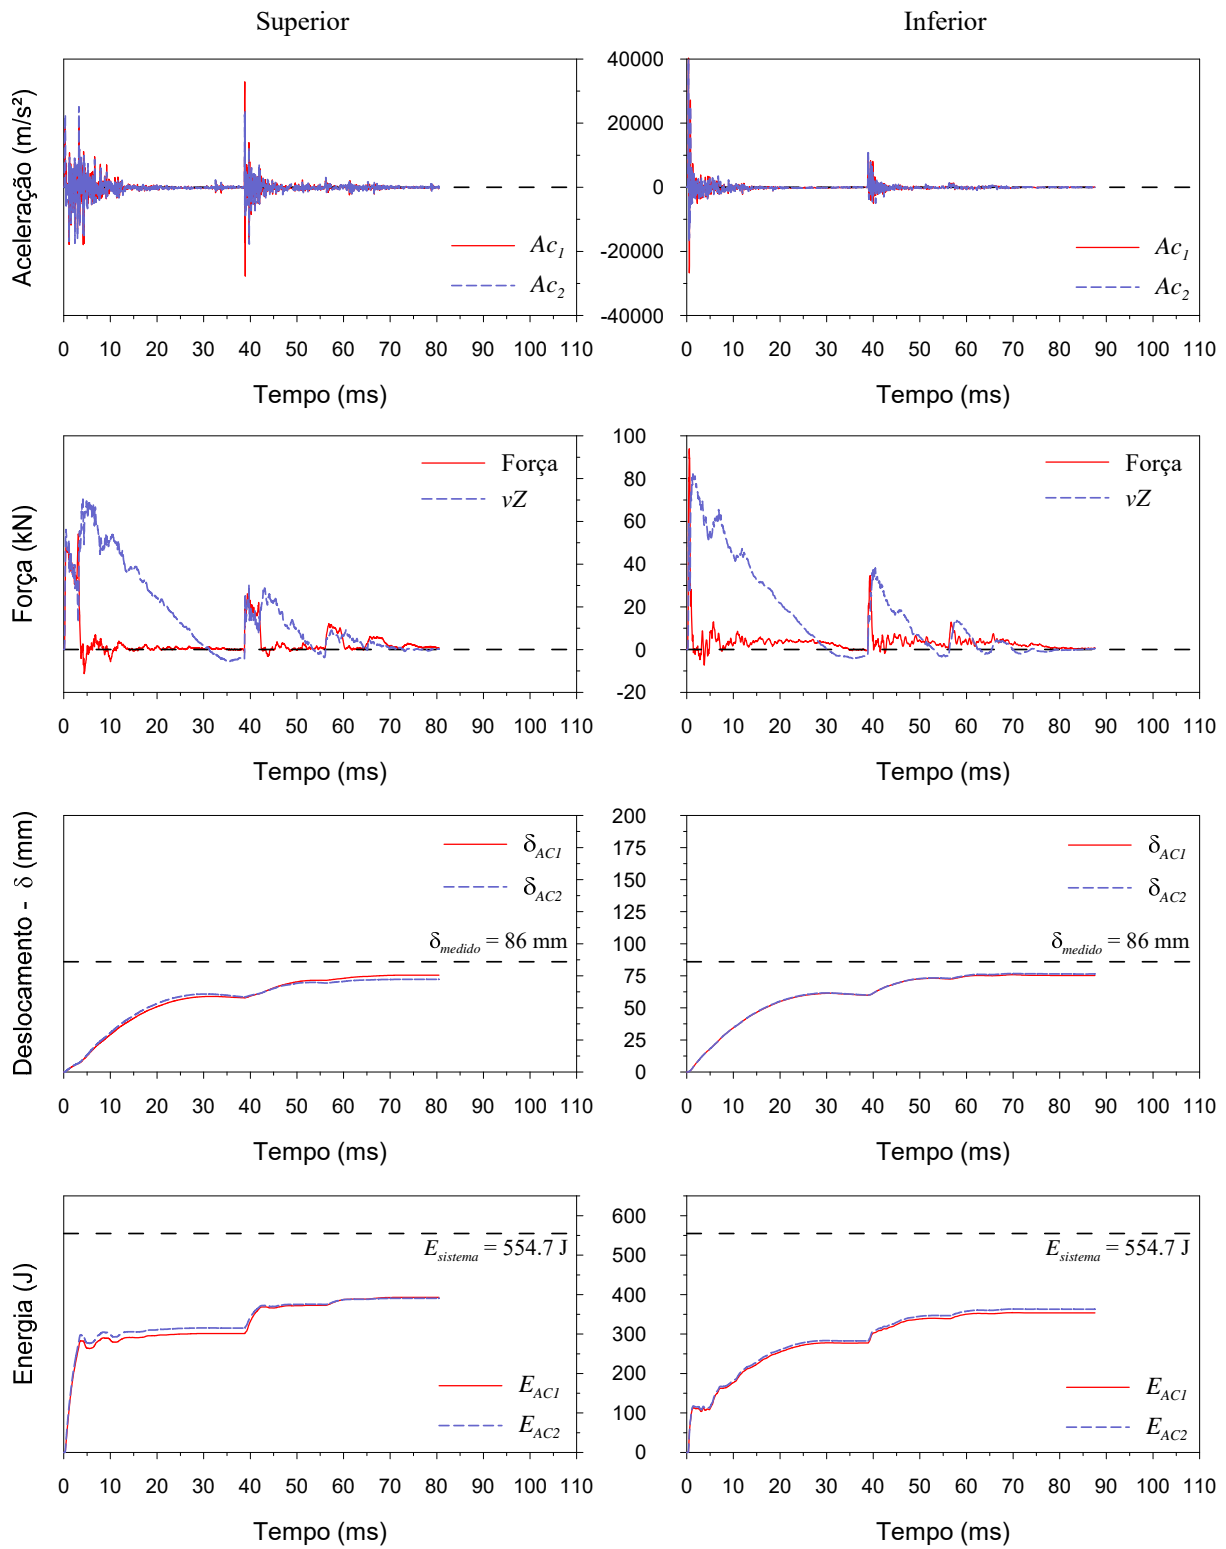 Superior Inferior
40000
20000
0
-20000
-40000
Aceleração (m/s²)
Ac1
Ac2
Ac1
Ac2
0 10 20 30 40 50 60 70 80 90 100 110
0 10 20 30 40 50 60 70 80 90 100 110
Tempo (ms) Tempo (ms)
100
80
60
40
20
0
-20
Força (kN)
Força
vZ
Força
vZ
0 10 20 30 40 50 60 70 80 90 100 110
0 10 20 30 40 50 60 70 80 90 100 110
Tempo (ms) Tempo (ms)
200
175
150
125
100
75
50
25
0
Deslocamento - δ (mm)
δAC1
δAC2
δmedido = 86 mm
δAC1
δAC2
δmedido = 86 mm
0 10 20 30 40 50 60 70 80 90 100 110
0 10 20 30 40 50 60 70 80 90 100 110
Tempo (ms) Tempo (ms)
600
500
400
300
200
100
0
Energia (J)
Esistema = 554.7 J
EAC1
EAC2
Esistema = 554.7 J
EAC1
EAC2
0 10 20 30 40 50 60 70 80 90 100 110
0 10 20 30 40 50 60 70 80 90 100 110
Tempo (ms) Tempo (ms)